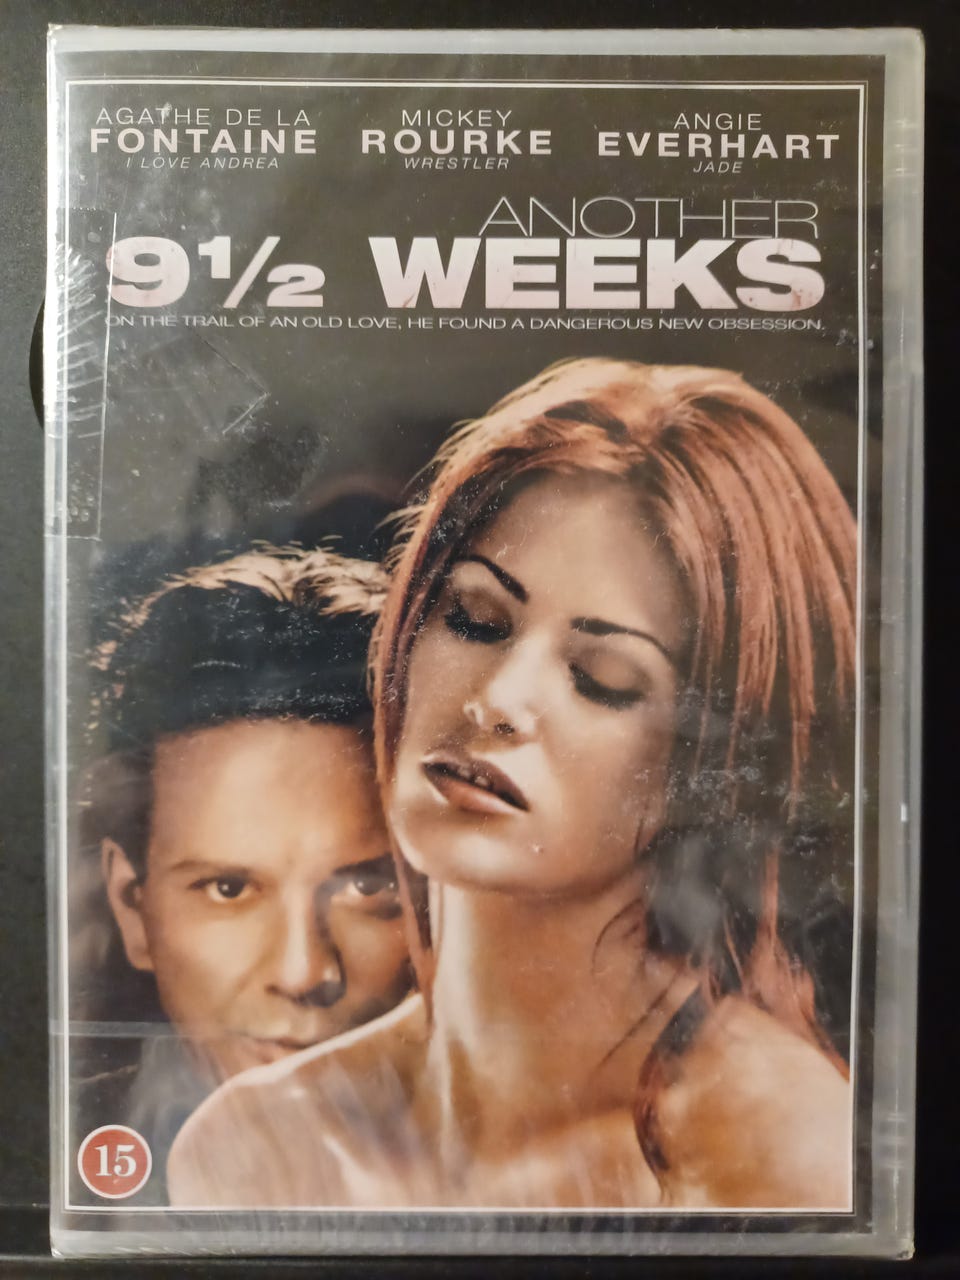 AGATHE DE LA
FONTAINE
I LOVE ANDREA
MICKEY
ROURKE
WRESTLER
ANGIE
EVERHART
JADE
ANOTHER
9½ WEEKS
ON THE TRAIL OF AN OLD LOVE, HE FOUND A DANGEROUS NEW OBSESSION.
15